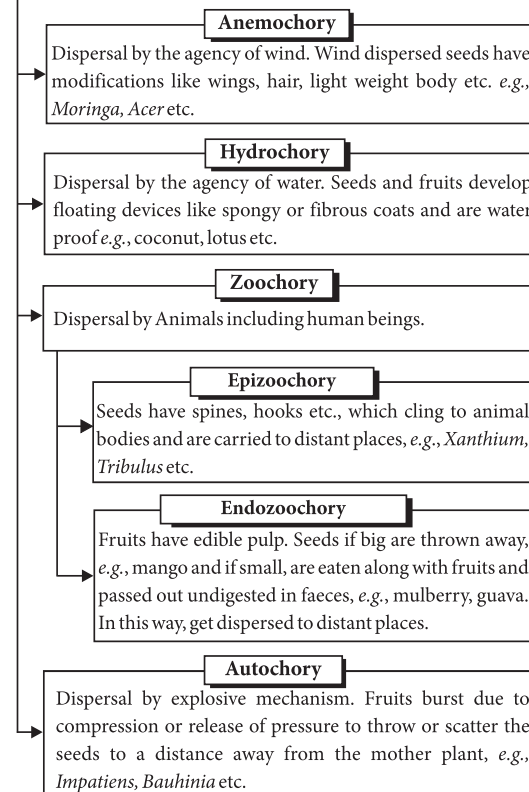 Anemochory
Dispersal by the agency of wind. Wind dispersed seeds have
modifications like wings, hair, light weight body etc. e.g.,
Moringa, Acer etc.
Hydrochory
Dispersal by the agency of water. Seeds and fruits develop
floating devices like spongy or fibrous coats and are water
proof e.g., coconut, lotus etc.
Zoochory
Dispersal by Animals including human beings.
Epizoochory
Seeds have spines, hooks etc., which cling to animal
bodies and are carried to distant places, e.g., Xanthium,
Tribulus etc.
Endozoochory
Fruits have edible pulp. Seeds if big are thrown away,
e.g., mango and if small, are eaten along with fruits and
passed out undigested in faeces, e.g., mulberry, guava.
In this way, get dispersed to distant places.
Autochory
Dispersal by explosive mechanism. Fruits burst due to
compression or release of pressure to throw or scatter the
seeds to a distance away from the mother plant, e.g.,
Impatiens, Bauhinia etc.